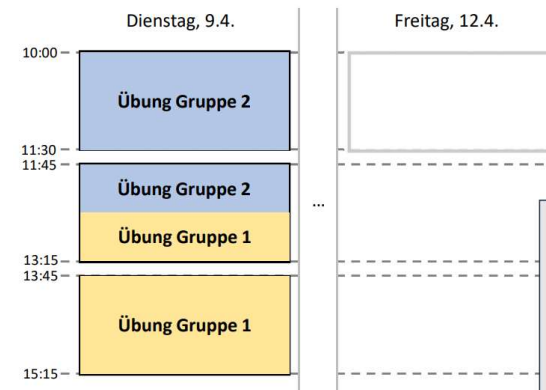 Dienstag, 9.4.
Freitag, 12.4.
10:00
Übung Gruppe 2
11:30
11:45
Übung Gruppe 2
...
Übung Gruppe 1
13:15
13:45
Übung Gruppe 1
15:15